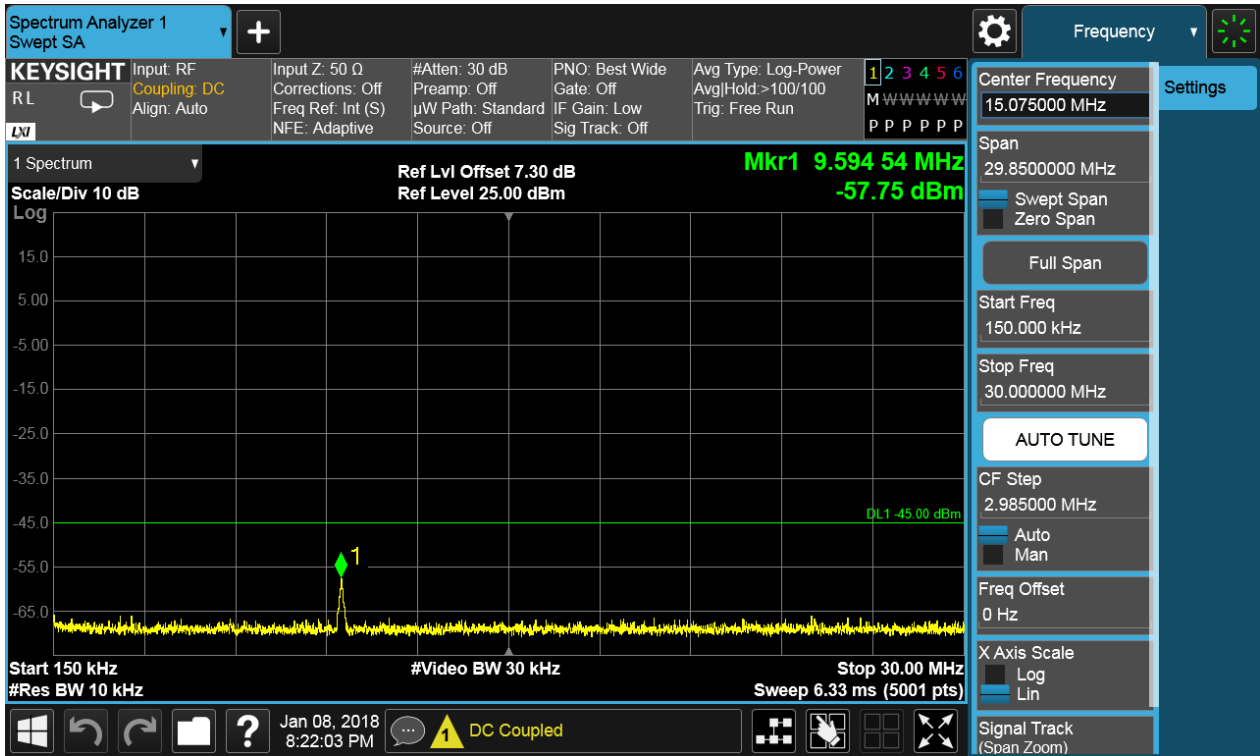 Spectrum Analyzer 1
Swept SA
+
Frequency
KEYSIGHT
RL
LXI
Input: RF
Coupling: DC
Align: Auto
Input Z: 50 Ω
Corrections: Off
Freq Ref: Int (S)
NFE: Adaptive
#Atten: 30 dB
Preamp: Off
µW Path: Standard
Source: Off
PNO: Best Wide
Gate: Off
IF Gain: Low
Sig Track: Off
Avg Type: Log-Power
Avg|Hold:>100/100
Trig: Free Run
1 2 3 4 5 6
M W W W W W
P P P P P P
1 Spectrum
Scale/Div 10 dB
Log
Ref Lvl Offset 7.30 dB
Ref Level 25.00 dBm
Mkr1 9.594 54 MHz
-57.75 dBm
15.0
5.00
-5.00
-15.0
-25.0
-35.0
-45.0
-55.0
-65.0
DL1 -45.00 dBm
1
Start 150 kHz
#Res BW 10 kHz
#Video BW 30 kHz
Stop 30.00 MHz
Sweep 6.33 ms (5001 pts)
Center Frequency
15.075000 MHz
Settings
Span
29.8500000 MHz
Swept Span
Zero Span
Full Span
Start Freq
150.000 kHz
Stop Freq
30.000000 MHz
AUTO TUNE
CF Step
2.985000 MHz
Auto
Man
Freq Offset
0 Hz
X Axis Scale
Log
Lin
Signal Track
(Span Zoom)
?
Jan 08, 2018
8:22:03 PM
1
DC Coupled